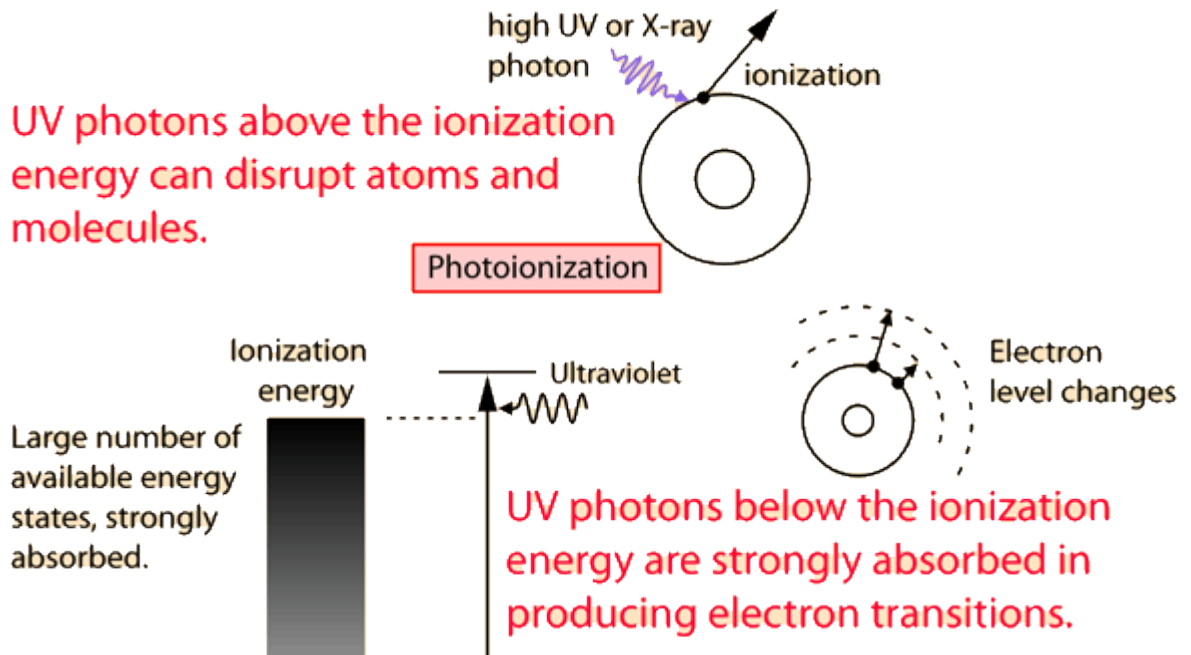 high UV or X-ray
photon
ionization
UV photons above the ionization
energy can disrupt atoms and
molecules.
Photoionization
Ionization
energy
Ultraviolet
Electron
level changes
Large number of
available energy
states, strongly
absorbed.
UV photons below the ionization
energy are strongly absorbed in
producing electron transitions.